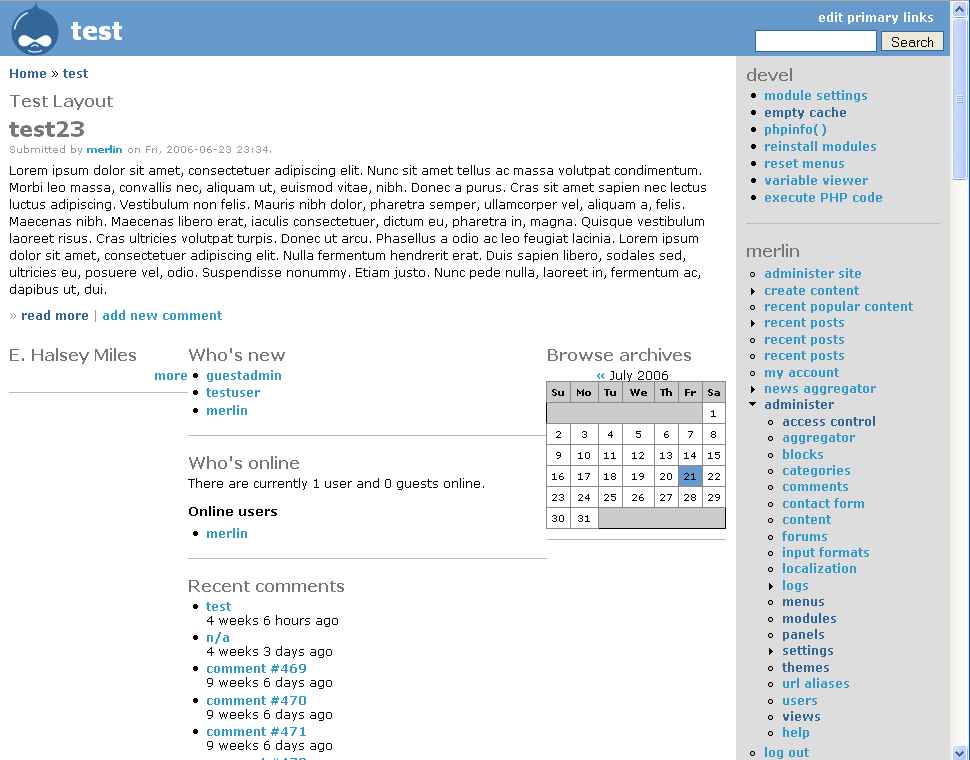 test
edit primary links
Search
Home » test
Test Layout
test23
Submitted by merlin on Fri, 2006-06-23 23:34.
Lorem ipsum dolor sit amet, consectetuer adipiscing elit. Nunc sit amet tellus ac massa volutpat condimentum.
Morbi leo massa, convallis nec, aliquam ut, euismod vitae, nibh. Donec a purus. Cras sit amet sapien nec lectus
luctus adipiscing. Vestibulum non felis. Mauris nibh dolor, pharetra semper, ullamcorper vel, aliquam a, felis.
Maecenas nibh. Maecenas libero erat, iaculis consectetuer, dictum eu, pharetra in, magna. Quisque vestibulum
laoreet risus. Cras ultricies volutpat turpis. Donec ut arcu. Phasellus a odio ac leo feugiat lacinia. Lorem ipsum
dolor sit amet, consectetuer adipiscing elit. Nulla fermentum hendrerit erat. Duis sapien libero, sodales sed,
ultricies eu, posuere vel, odio. Suspendisse nonummy. Etiam justo. Nunc pede nulla, laoreet in, fermentum ac,
dapibus ut, dui.
» read more | add new comment
E. Halsey Miles
more
Who's new
guestadmin
testuser
merlin
Who's online
There are currently 1 user and 0 guests online.
Online users
merlin
Recent comments
test
4 weeks 6 hours ago
n/a
4 weeks 3 days ago
comment #469
9 weeks 6 days ago
comment #470
9 weeks 6 days ago
comment #471
9 weeks 6 days ago
Browse archives
« July 2006
Su Mo Tu We Th Fr Sa
1
2 3 4 5 6 7 8
9 10 11 12 13 14 15
16 17 18 19 20 21 22
23 24 25 26 27 28 29
30 31
devel
module settings
empty cache
phpinfo()
reinstall modules
reset menus
variable viewer
execute PHP code
merlin
administer site
create content
recent popular content
recent posts
recent posts
recent posts
my account
news aggregator
administer
access control
aggregator
blocks
categories
comments
contact form
content
forums
input formats
localization
logs
menus
modules
panels
settings
themes
url aliases
users
views
help
log out